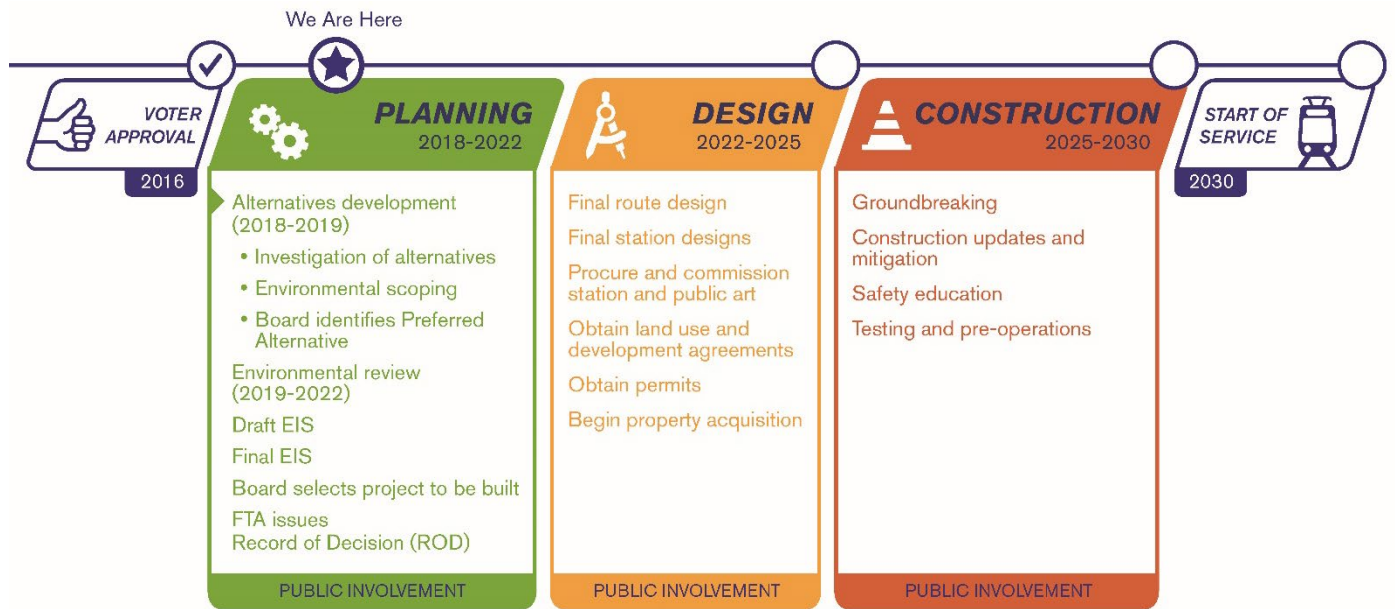 We Are Here
VOTER
APPROVAL
2016
PLANNING
2018-2022
Alternatives development
(2018-2019)
• Investigation of alternatives
• Environmental scoping
• Board identifies Preferred
Alternative
Environmental review
(2019-2022)
Draft EIS
Final EIS
Board selects project to be built
FTA issues
Record of Decision (ROD)
PUBLIC INVOLVEMENT
DESIGN
2022-2025
Final route design
Final station designs
Procure and commission
station and public art
Obtain land use and
development agreements
Obtain permits
Begin property acquisition
PUBLIC INVOLVEMENT
CONSTRUCTION
2025-2030
Groundbreaking
Construction updates and
mitigation
Safety education
Testing and pre-operations
PUBLIC INVOLVEMENT
START OF
SERVICE
2030